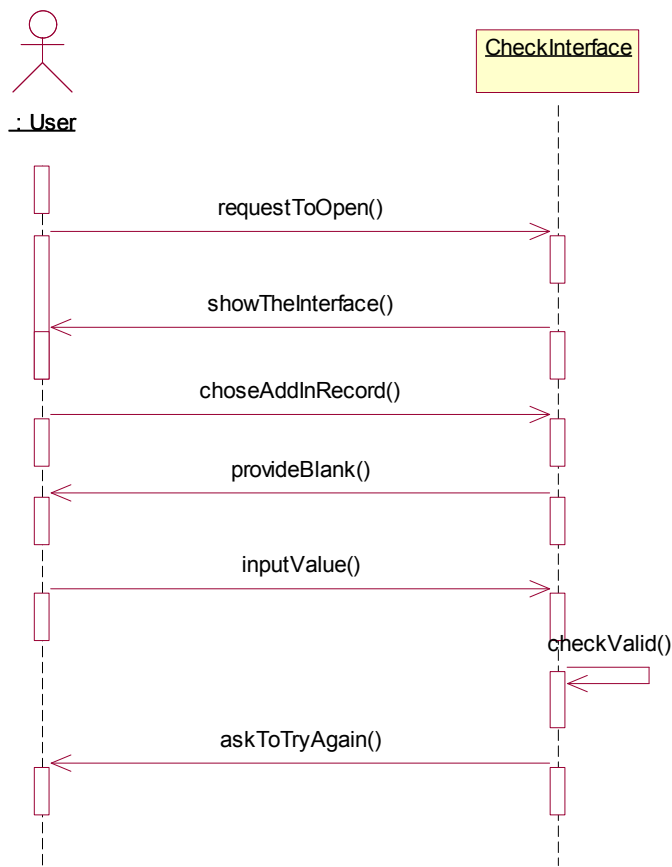 CheckInterface
: User
requestToOpen()
showTheInterface()
choseAddInRecord()
provideBlank()
inputValue()
checkValid()
askToTryAgain()